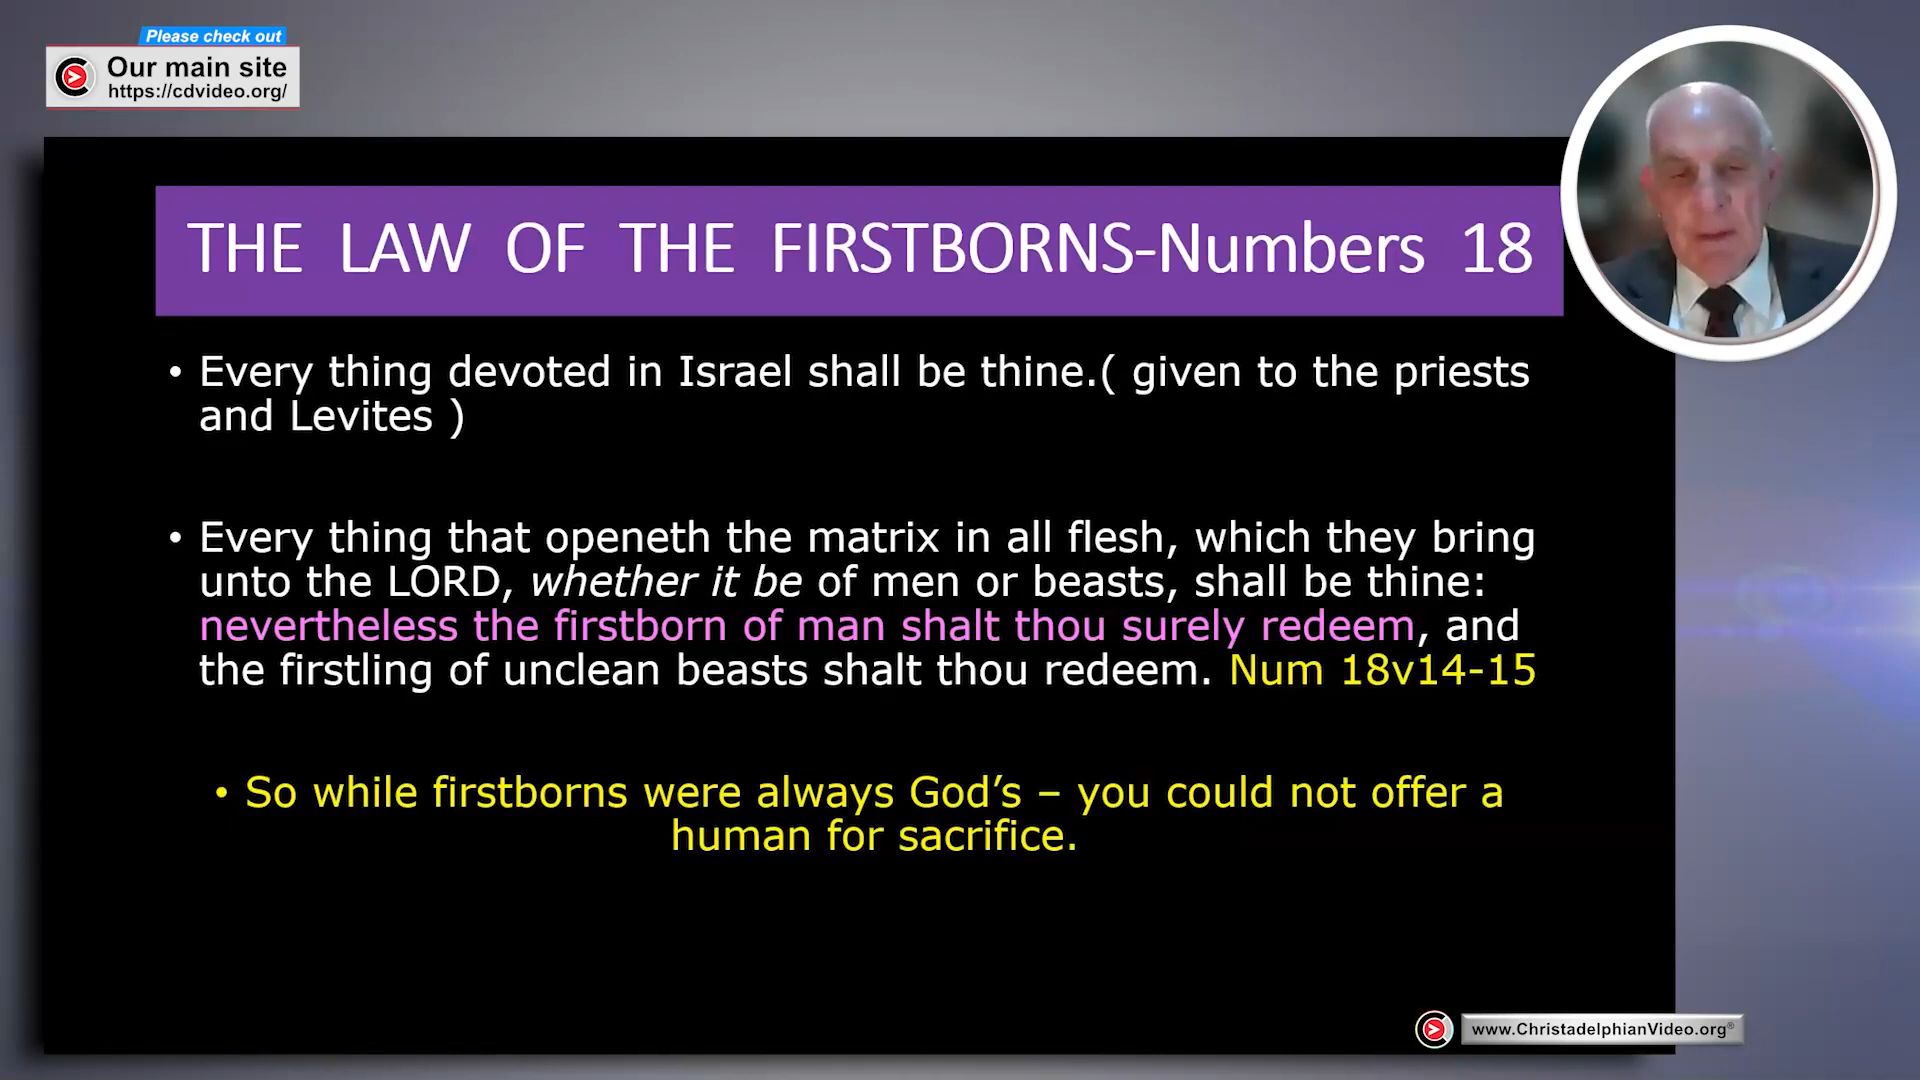 Please check out
Our main site
https://cdvideo.org/
THE LAW OF THE FIRSTBORNS-Numbers 18
• Every thing devoted in Israel shall be thine.( given to the priests
and Levites )
• Every thing that openeth the matrix in all flesh, which they bring
unto the LORD, whether it be of men or beasts, shall be thine:
nevertheless the firstborn of man shalt thou surely redeem, and
the firstling of unclean beasts shalt thou redeem. Num 18v14-15
• So while firstborns were always God’s – you could not offer a
human for sacrifice.
www.ChristadelphianVideo.org®